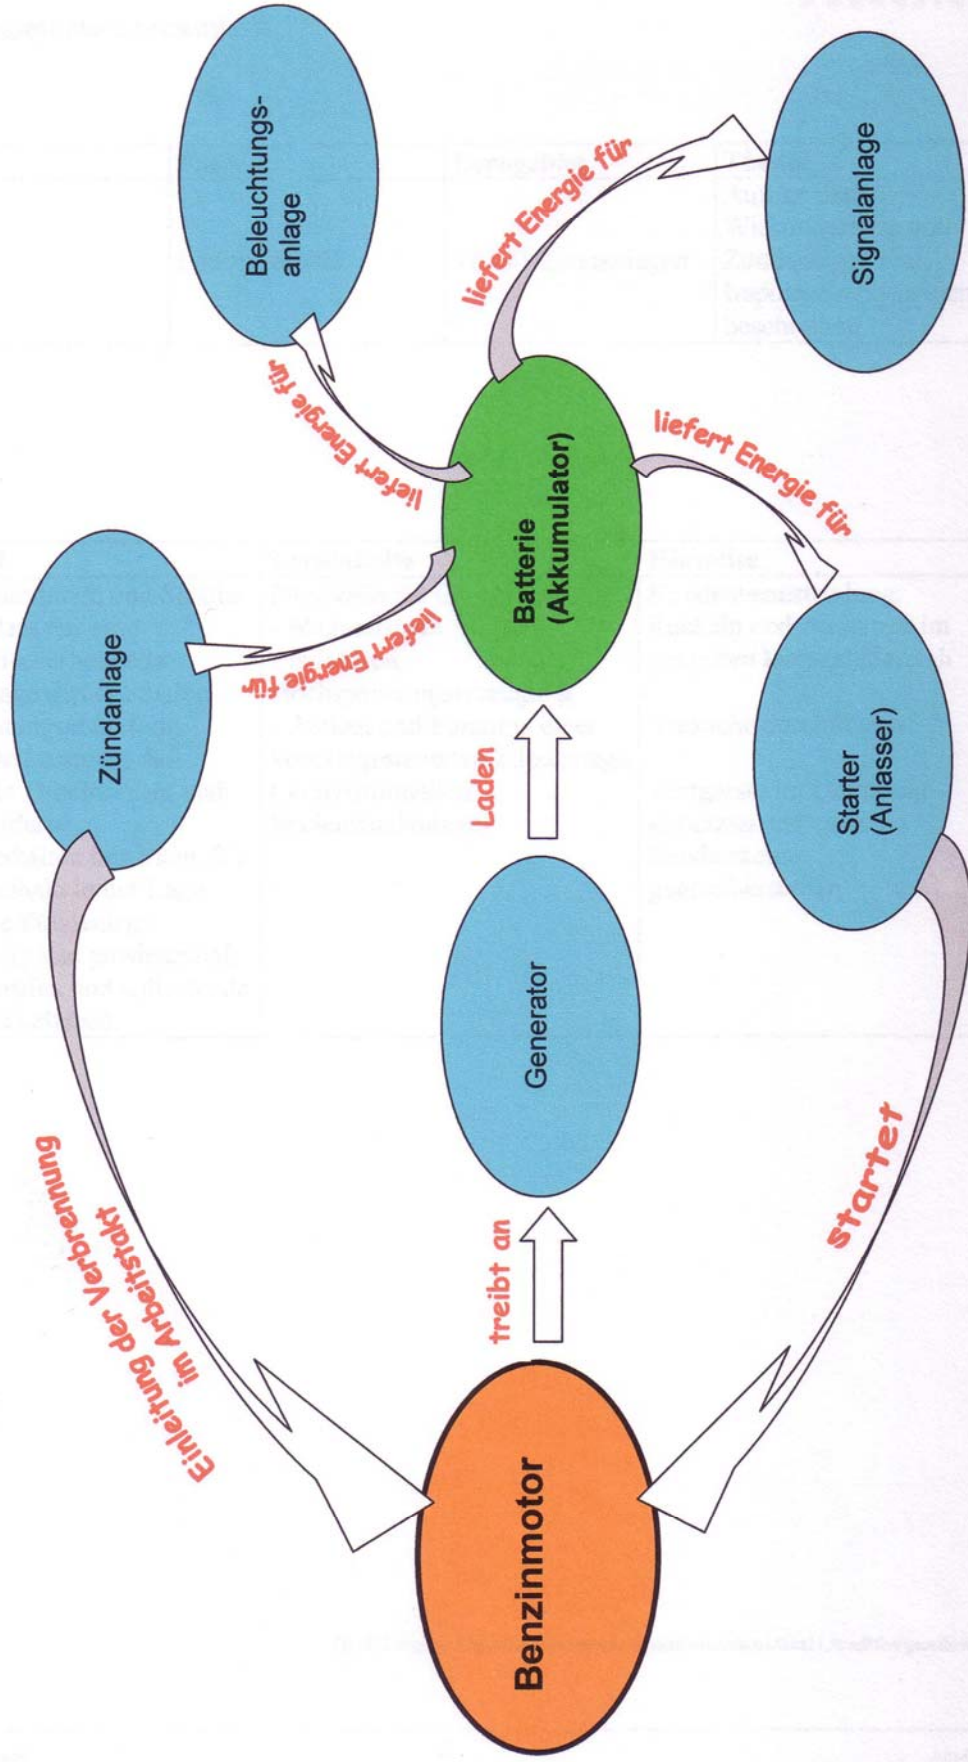 Einleitung der Verbrennung
im Arbeitstakt
Zündanlage
Beleuchtungs-
anlage
liefert Energie für
liefert Energie für
Benzinmotor
treibt an
Generator
Laden
Batterie
(Akkumulator)
liefert Energie für
liefert Energie für
startet
Starter
(Anlasser)
Signalanlage